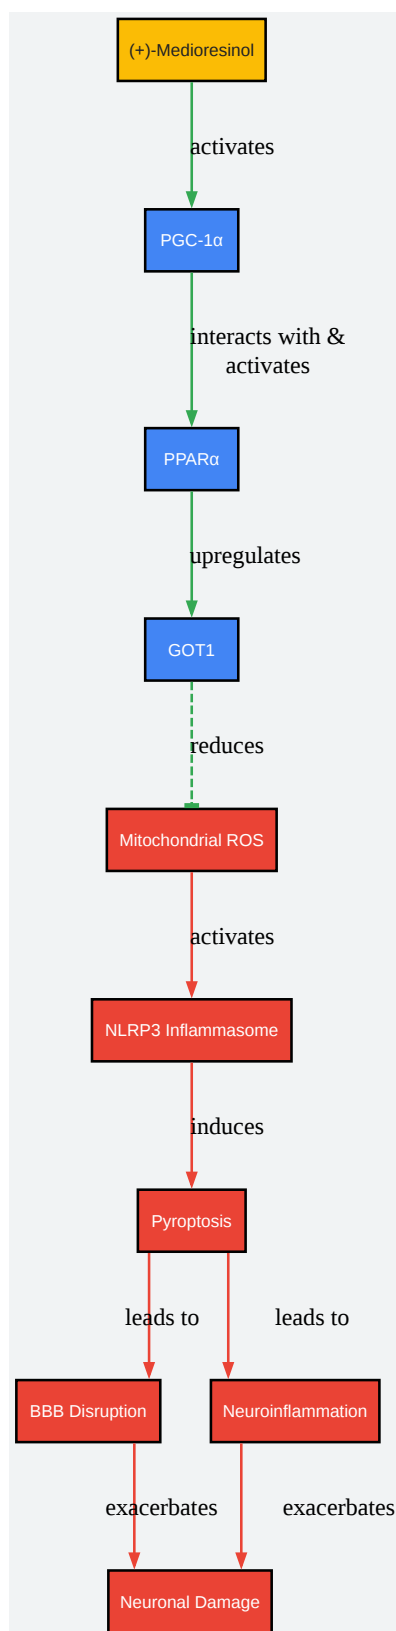 (+)-Medioresinol
activates
PGC-1α
interacts with &
activates
PPARα
upregulates
GOT1
reduces
Mitochondrial ROS
activates
NLRP3 Inflammasome
induces
Pyroptosis
leads to
leads to
BBB Disruption
Neuroinflammation
exacerbates
exacerbates
Neuronal Damage